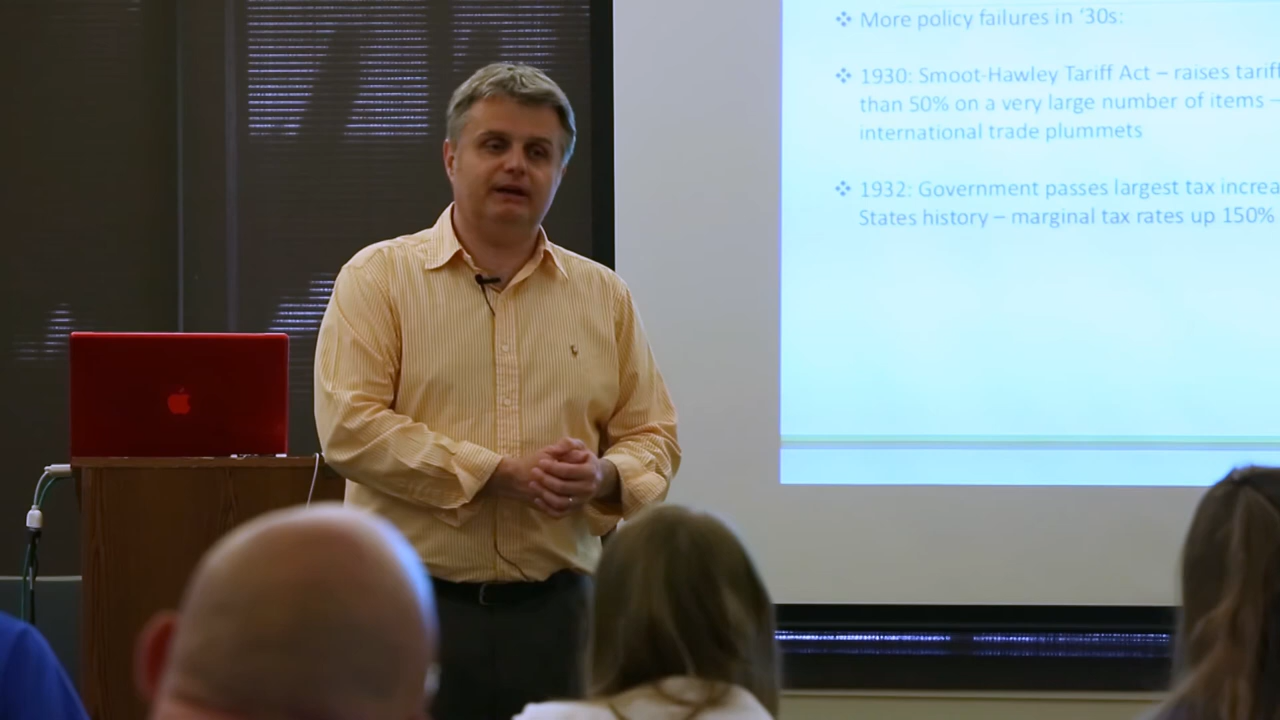 ❖ More policy failures in ‘30s:
❖ 1930: Smoot-Hawley Tariff Act – raises tariff
than 50% on a very large number of items –
international trade plummets
❖ 1932: Government passes largest tax increa
States history – marginal tax rates up 150%